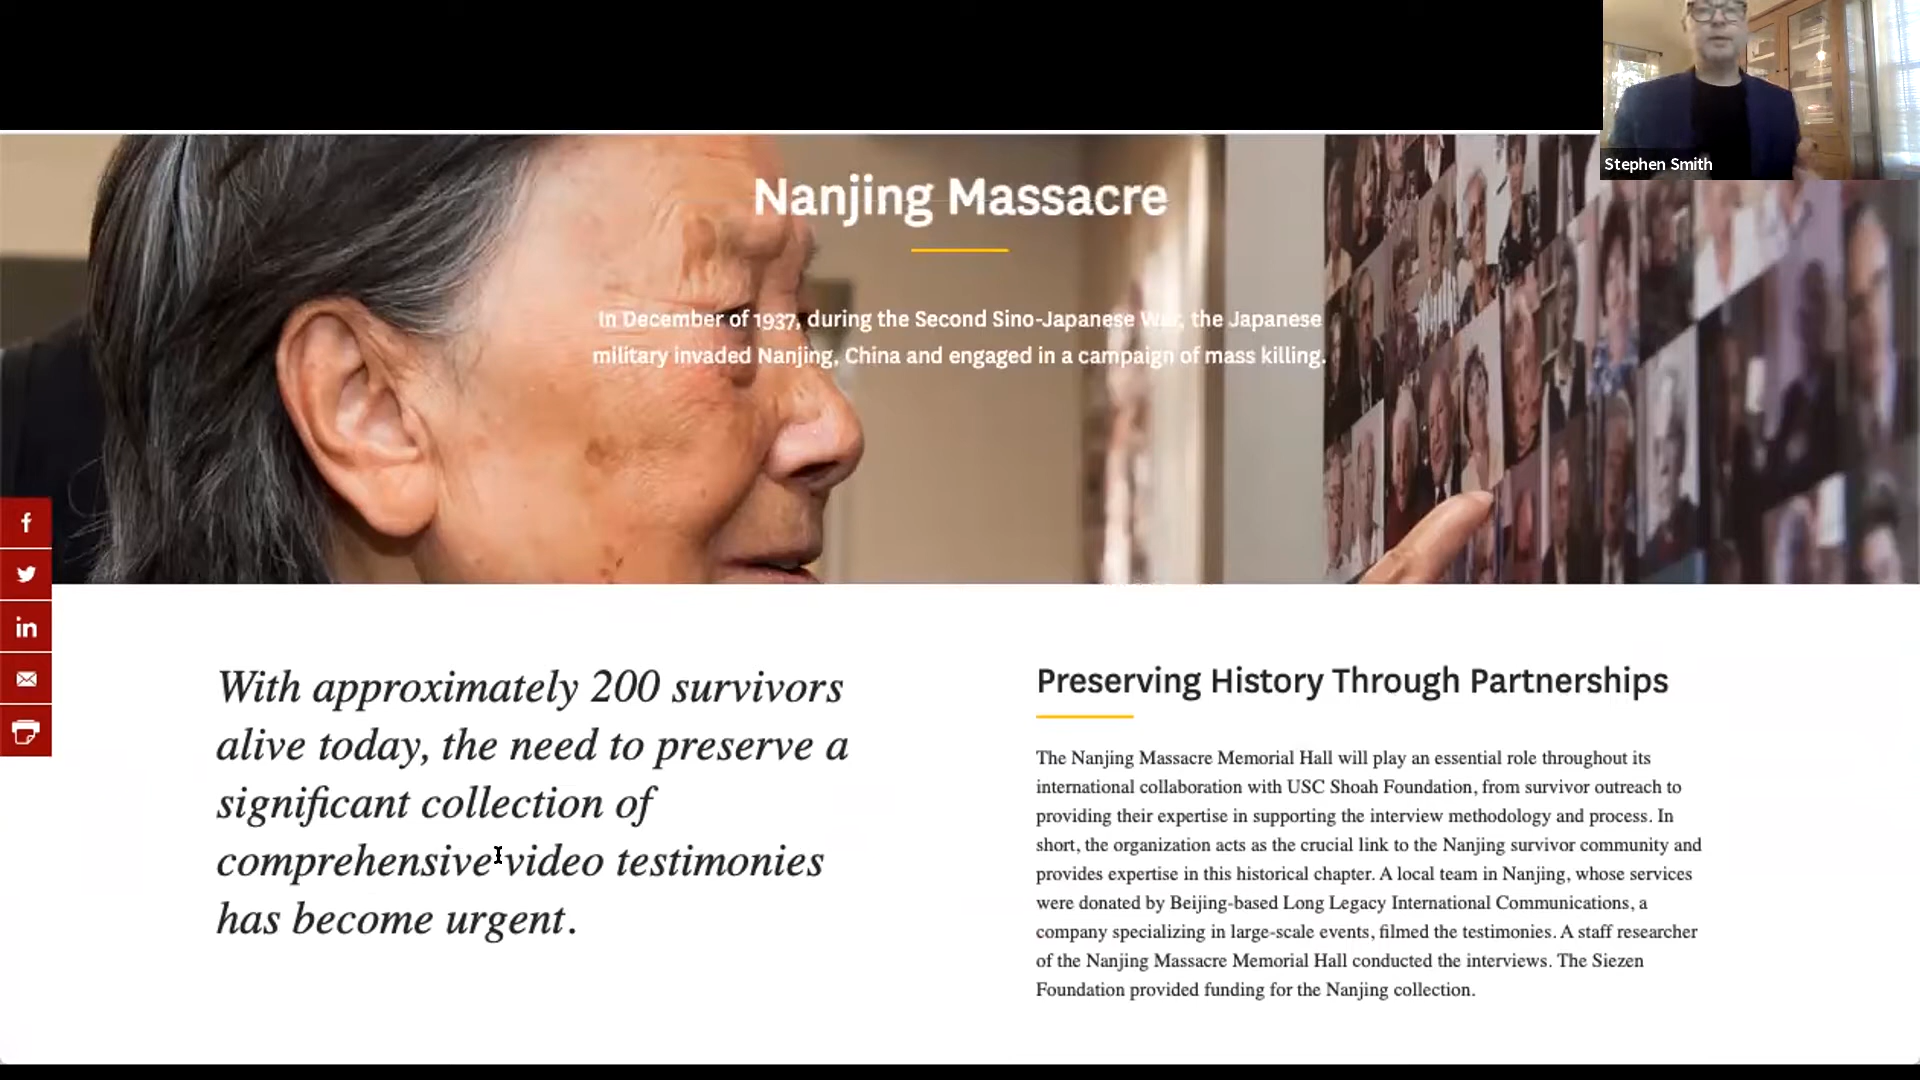 Stephen Smith
Nanjing Massacre
In December of 1937, during the Second Sino-Japanese War, the Japanese
military invaded Nanjing, China and engaged in a campaign of mass killing.
f
in
With approximately 200 survivors
alive today, the need to preserve a
significant collection of
comprehensive video testimonies
has become urgent.
Preserving History Through Partnerships
The Nanjing Massacre Memorial Hall will play an essential role throughout its
international collaboration with USC Shoah Foundation, from survivor outreach to
providing their expertise in supporting the interview methodology and process. In
short, the organization acts as the crucial link to the Nanjing survivor community and
provides expertise in this historical chapter. A local team in Nanjing, whose services
were donated by Beijing-based Long Legacy International Communications, a
company specializing in large-scale events, filmed the testimonies. A staff researcher
of the Nanjing Massacre Memorial Hall conducted the interviews. The Siezen
Foundation provided funding for the Nanjing collection.